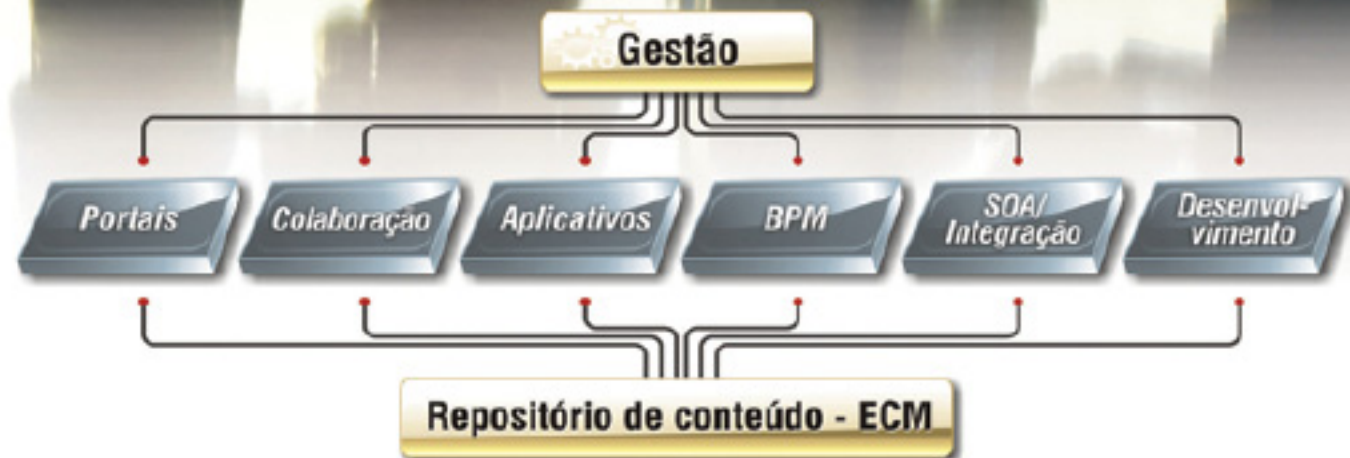 Gestão
Portais
Colaboração
Aplicativos
BPM
SOA/
Integração
Desenvol-
vimento
Repositório de conteúdo - ECM